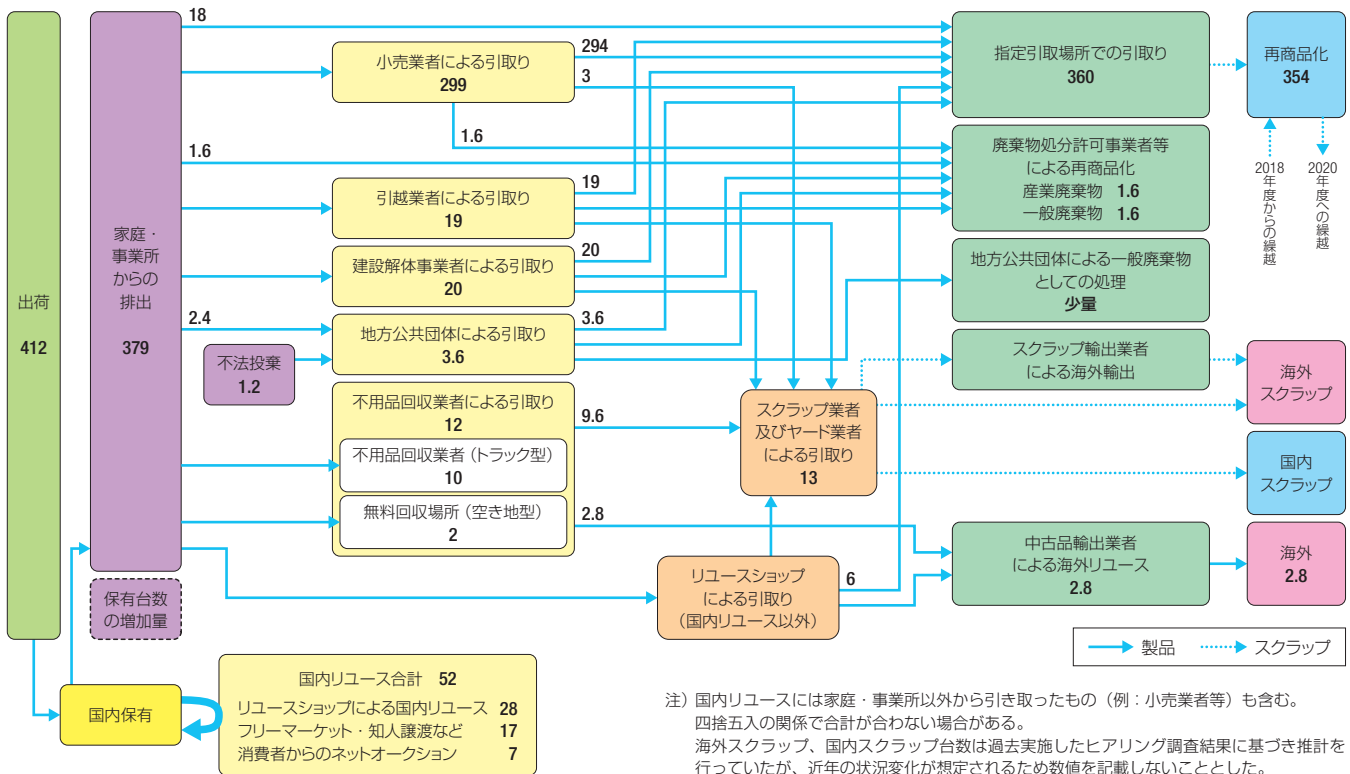 出荷
412
家庭・
事業所
からの
排出
379
保有台数
の増加量
国内保有
18
1.6
2.4
不法投棄
1.2
小売業者による引取り
299
294
3
1.6
引越業者による引取り
19
19
建設解体事業者による引取り
20
20
地方公共団体による引取り
3.6
3.6
不用品回収業者による引取り
12
不用品回収業者（トラック型）
10
無料回収場所（空き地型）
2
9.6
2.8
スクラップ業者
及びヤード業者
による引取り
13
リユースショップ
による引取り
（国内リユース以外）
6
指定引取場所での引取り
360
廃棄物処分許可事業者等
による再商品化
産業廃棄物 1.6
一般廃棄物 1.6
地方公共団体による一般廃棄物
としての処理
少量
スクラップ輸出業者
による海外輸出
中古品輸出業者
による海外リユース
2.8
再商品化
354
2018年度からの繰越
2020年度への繰越
海外
スクラップ
国内
スクラップ
海外
2.8
製品 スクラップ
国内リユース合計 52
リユースショップによる国内リユース 28
フリーマーケット・知人譲渡など 17
消費者からのネットオークション 7
注）国内リユースには家庭・事業所以外から引き取ったもの（例：小売業者等）も含む。
四捨五入の関係で合計が合わない場合がある。
海外スクラップ、国内スクラップ台数は過去実施したヒアリング調査結果に基づき推計を
行っていたが、近年の状況変化が想定されるため数値を記載しないこととした。